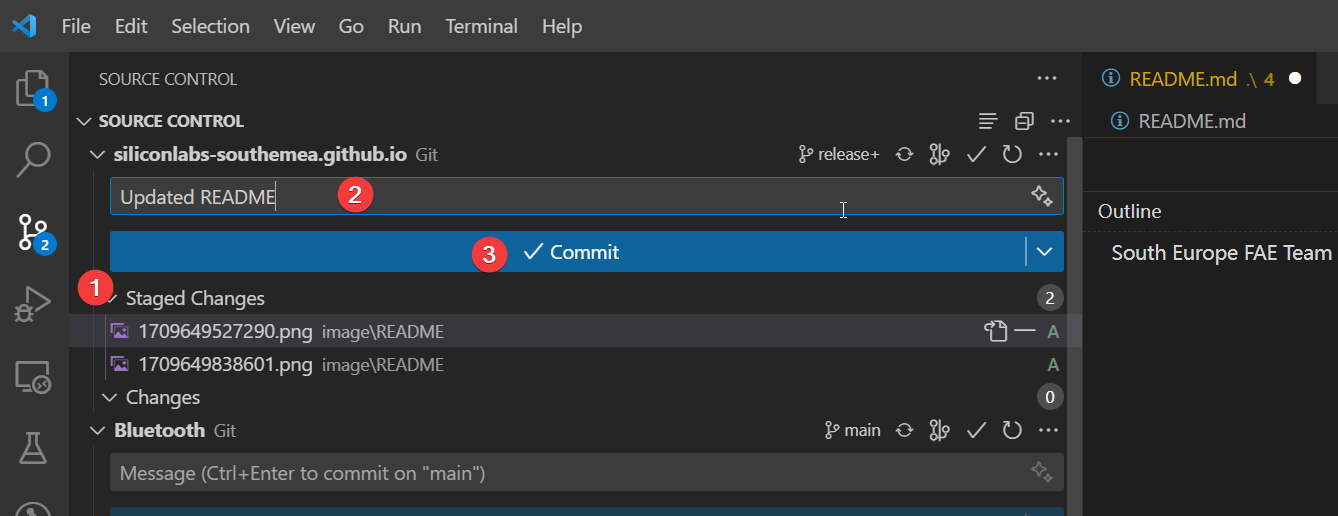 File Edit Selection View Go Run Terminal Help
SOURCE CONTROL
README.md .\ 4
1
SOURCE CONTROL
README.md
siliconlabs-southemea.github.io Git release+
Updated README 2
Outline
2
3 Commit
South Europe FAE Team
1 Staged Changes 2
1709649527290.png image\README A
1709649838601.png image\README A
Changes 0
Bluetooth Git main
Message (Ctrl+Enter to commit on "main")